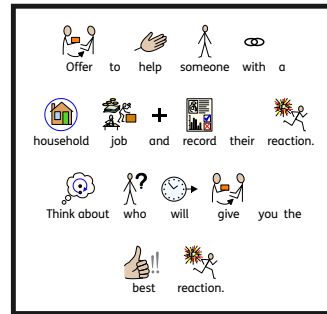 Offer to help someone with a
household job and record their reaction.
Think about who will give you the
best reaction.